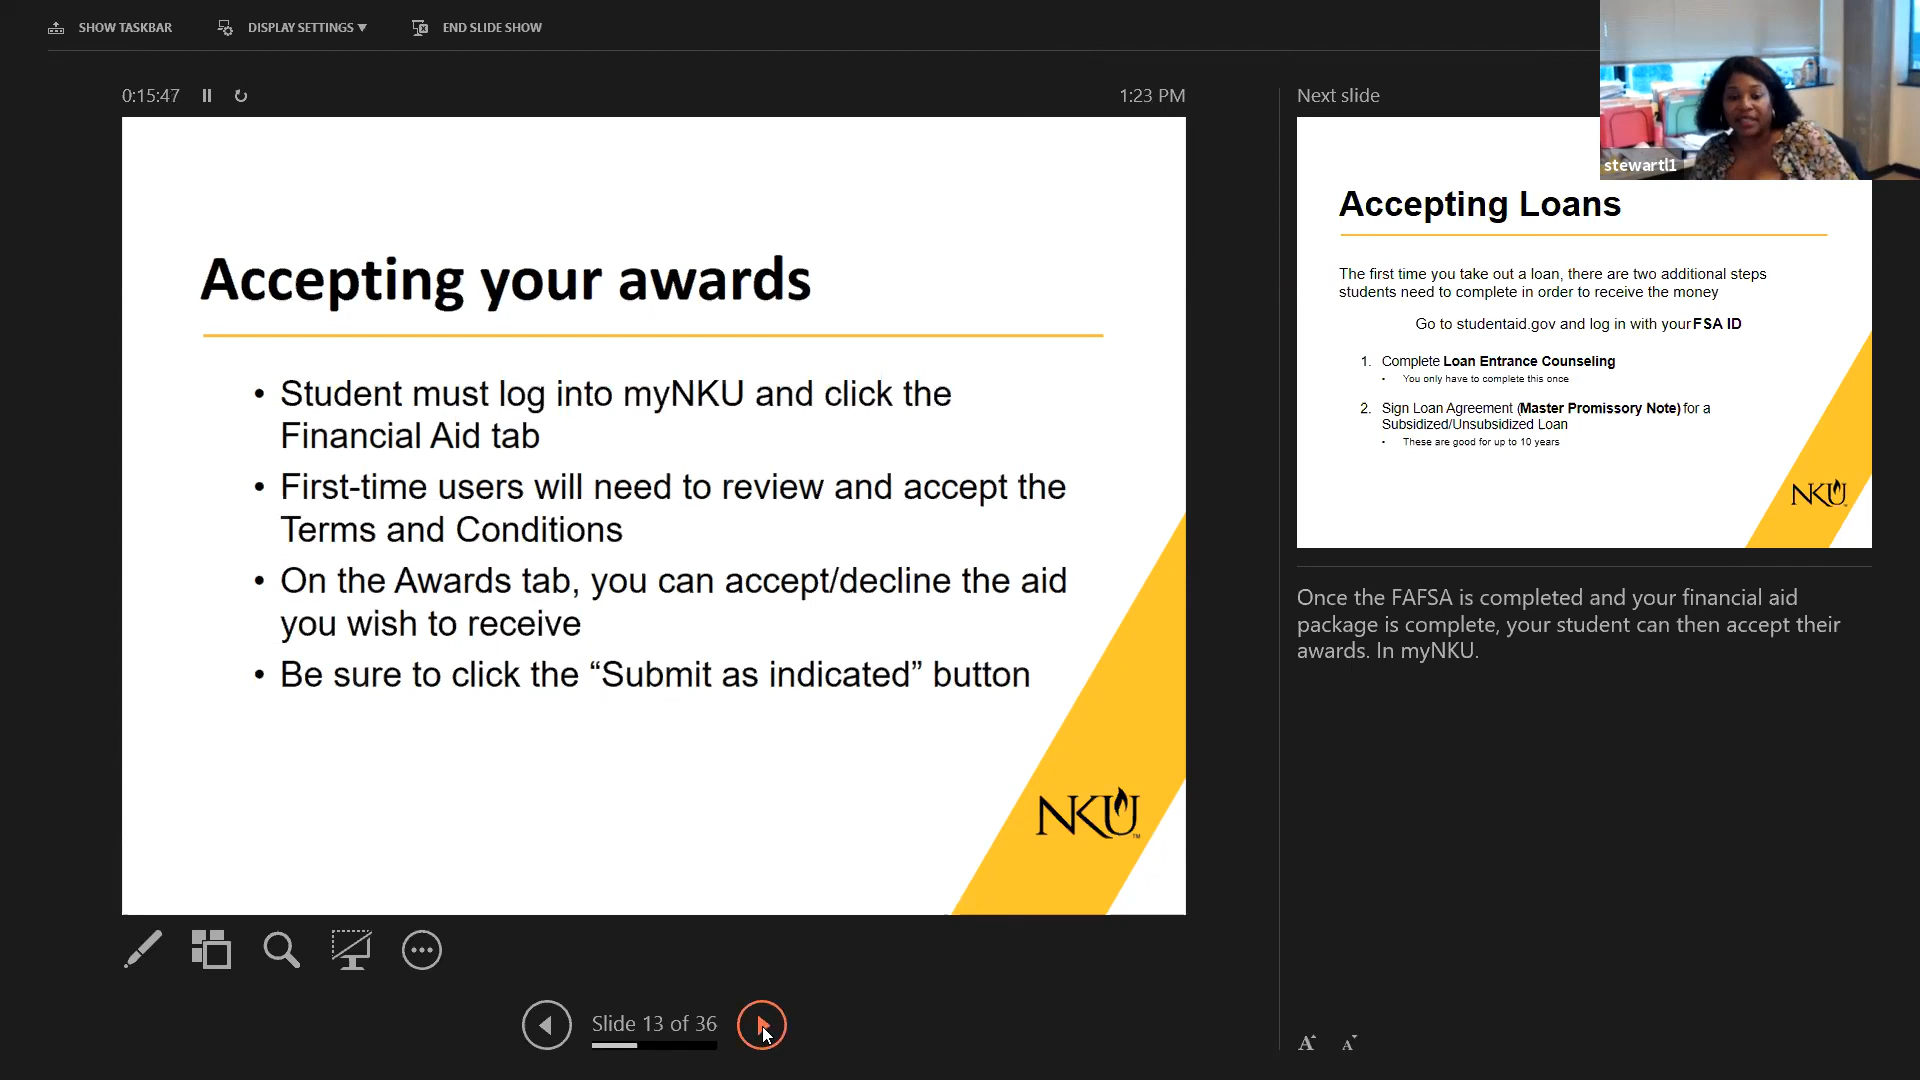 SHOW TASKBAR
DISPLAY SETTINGS ▼
END SLIDE SHOW
0:15:47
1:23 PM
Accepting your awards
• Student must log into myNKU and click the
Financial Aid tab
• First-time users will need to review and accept the
Terms and Conditions
• On the Awards tab, you can accept/decline the aid
you wish to receive
• Be sure to click the “Submit as indicated” button
NKU™
Slide 13 of 36
Next slide
stewartl1
Accepting Loans
The first time you take out a loan, there are two additional steps
students need to complete in order to receive the money
Go to studentaid.gov and log in with your FSA ID
1. Complete Loan Entrance Counseling
• You only have to complete this once
2. Sign Loan Agreement (Master Promissory Note) for a
Subsidized/Unsubsidized Loan
• These are good for up to 10 years
NKU
Once the FAFSA is completed and your financial aid
package is complete, your student can then accept their
awards. In myNKU.
A A